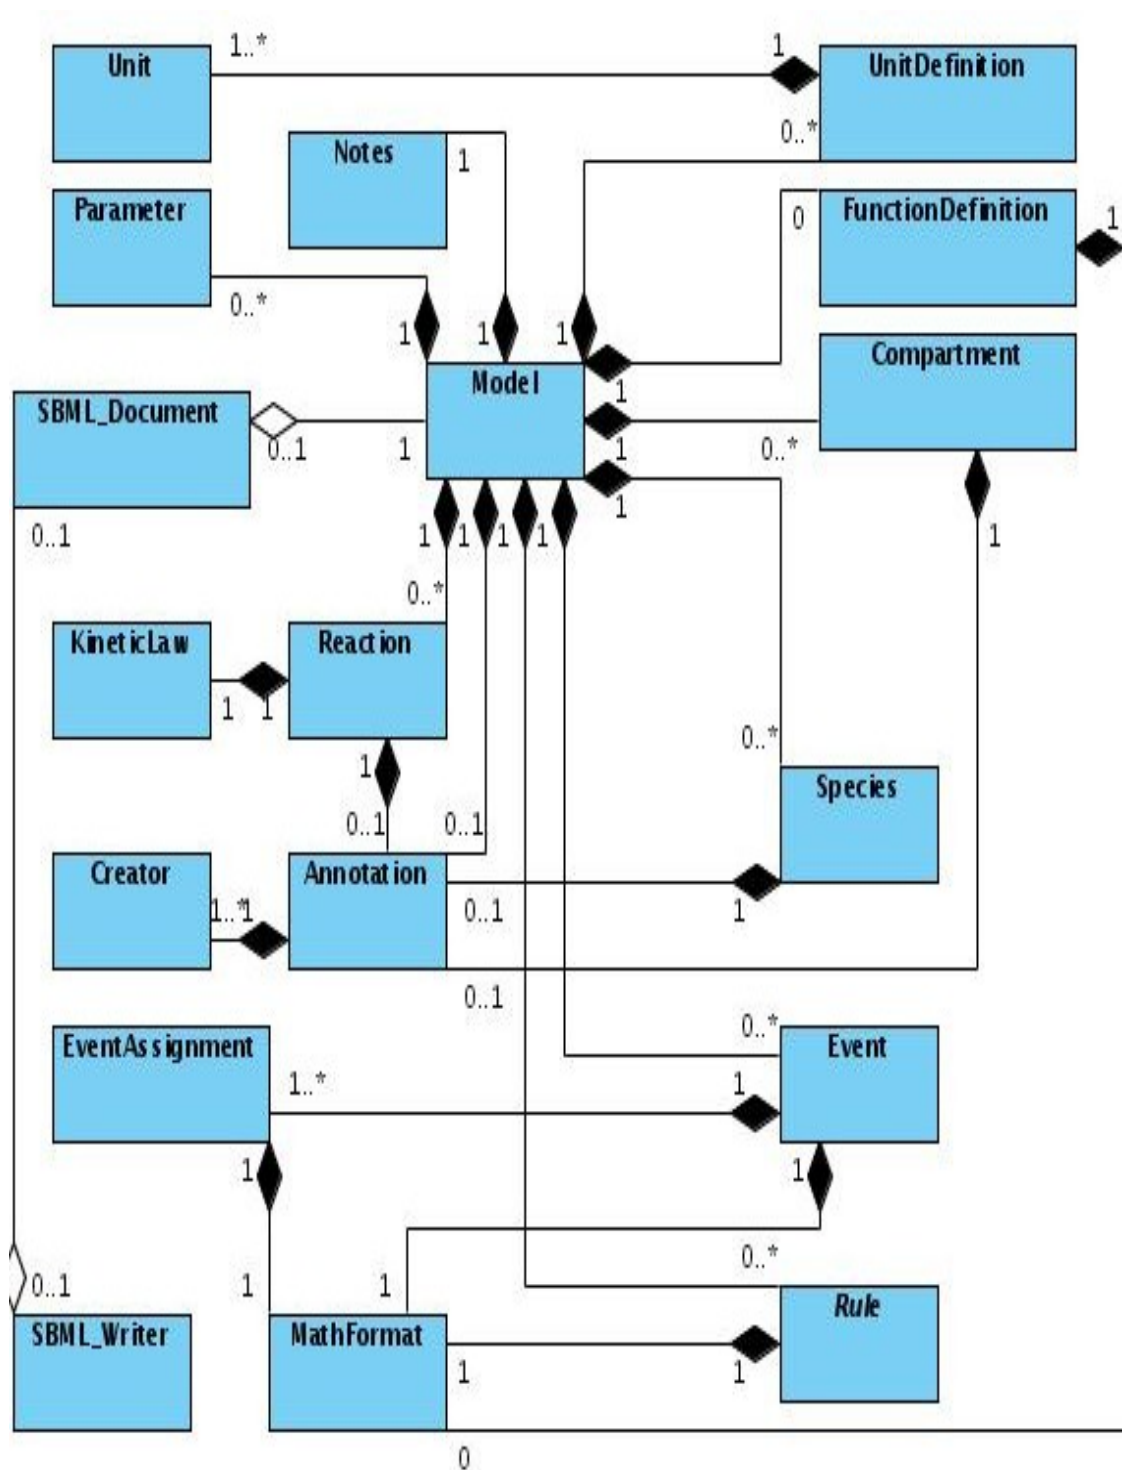 1..*
1
Unit
UnitDefinition
0..*
Notes
1
Parameter
FunctionDefinition
0
1
0..*
1
1
1
Compartment
Model
1
SBML_Document
0..1
1
1
0..*
1
0..1
1
1
1
1
1
0..*
KineticLaw
Reaction
1
1
0..*
1
Species
0..1
0..1
Creator
Annotation
1..*
1
0..1
1
0..1
0..*
EventAssignment
Event
1..*
1
1
1
0..*
0..1
1
1
Rule
SBML_Writer
MathFormat
1
1
0